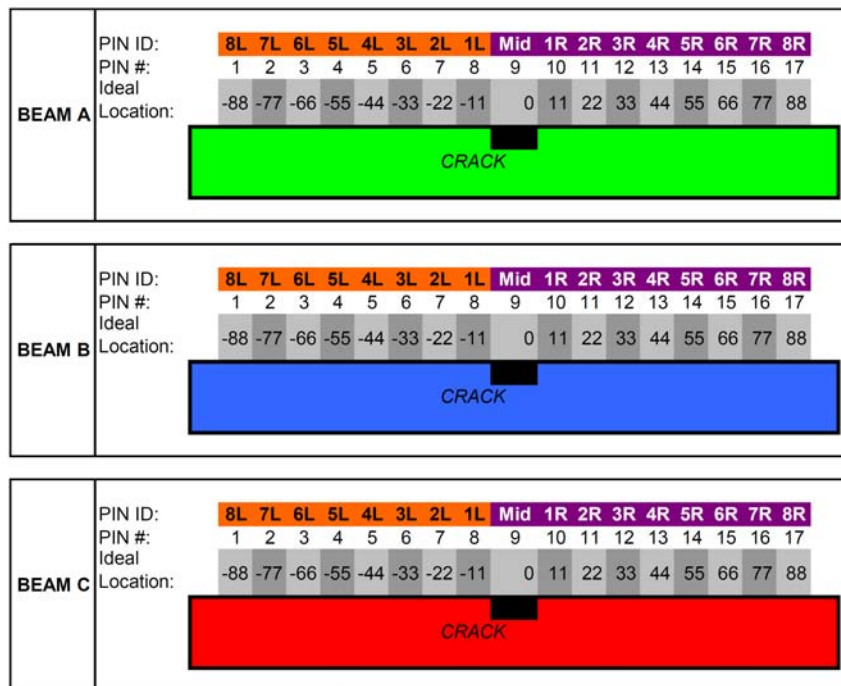 PIN ID: 8L 7L 6L 5L 4L 3L 2L 1L Mid 1R 2R 3R 4R 5R 6R 7R 8R
PIN #: 1 2 3 4 5 6 7 8 9 10 11 12 13 14 15 16 17
Ideal
BEAM A Location: -88 -77 -66 -55 -44 -33 -22 -11 0 11 22 33 44 55 66 77 88
CRACK
PIN ID: 8L 7L 6L 5L 4L 3L 2L 1L Mid 1R 2R 3R 4R 5R 6R 7R 8R
PIN #: 1 2 3 4 5 6 7 8 9 10 11 12 13 14 15 16 17
Ideal
BEAM B Location: -88 -77 -66 -55 -44 -33 -22 -11 0 11 22 33 44 55 66 77 88
CRACK
PIN ID: 8L 7L 6L 5L 4L 3L 2L 1L Mid 1R 2R 3R 4R 5R 6R 7R 8R
PIN #: 1 2 3 4 5 6 7 8 9 10 11 12 13 14 15 16 17
Ideal
BEAM C Location: -88 -77 -66 -55 -44 -33 -22 -11 0 11 22 33 44 55 66 77 88
CRACK